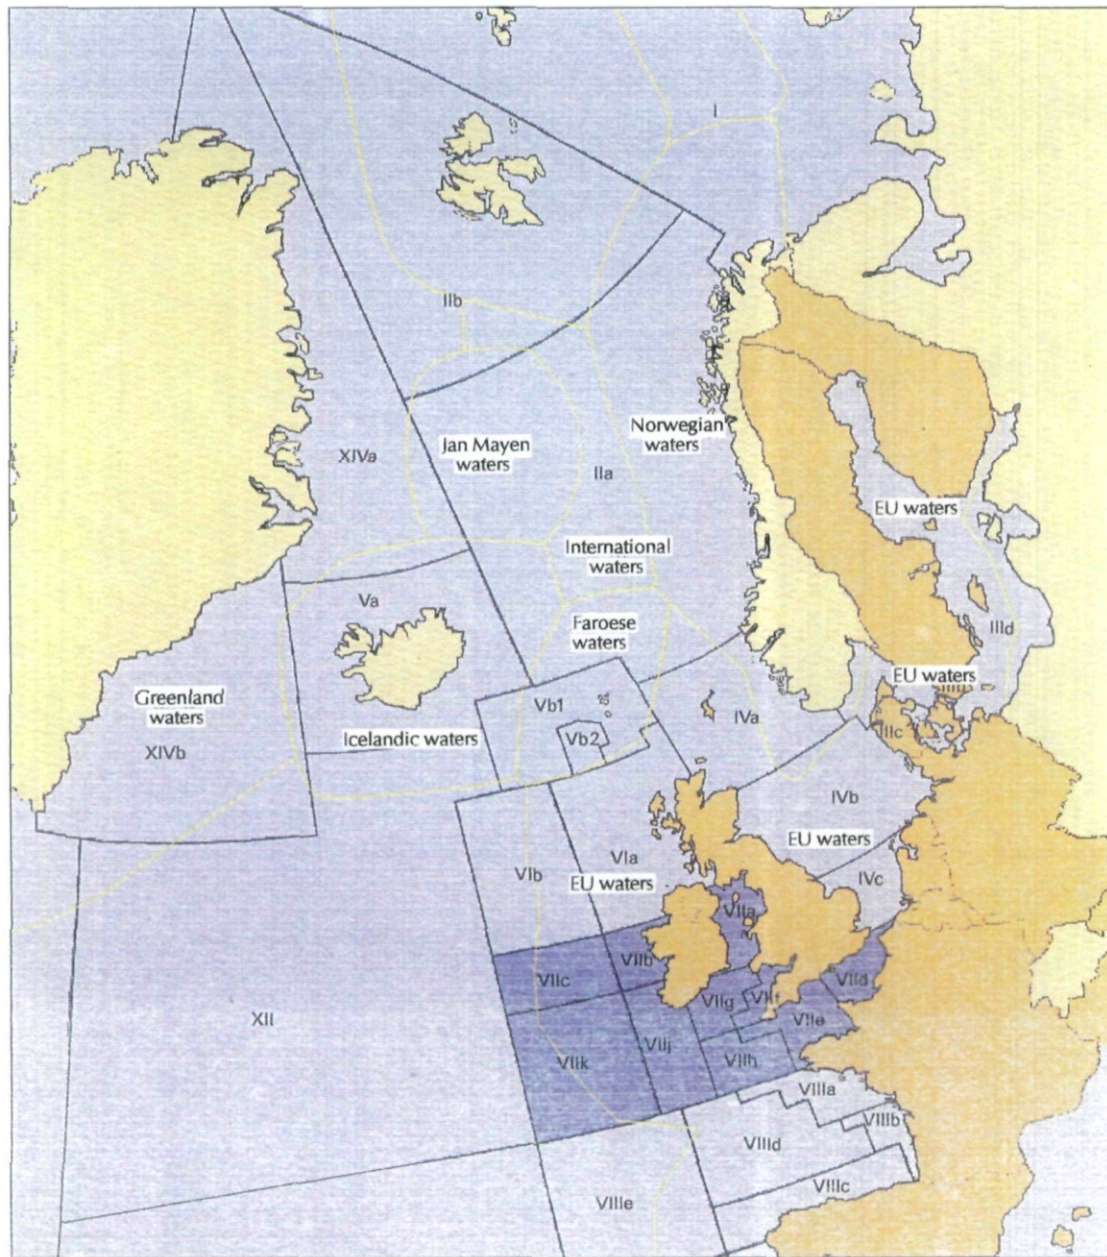 I
IIb
Norwegian
waters
Jan Mayen
waters
XIVa
IIa
EU waters
International
waters
Va
Faroese
waters
IIId
EU waters
Greenland
waters
Vb1
IVa
Icelandic waters
Vb2
XIVb
IVb
EU waters
VIa
VIb
EU waters
IVc
VIIa
VIIb
VIIc
VIId
VIIg
VIIf
VIIe
XII
VIIj
VIIk
VIIh
VIIIa
VIIIb
VIIId
VIIIc
VIIIe